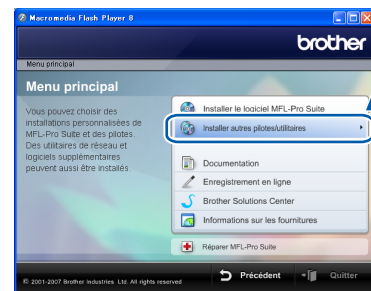 Macromedia Flash Player 8
brother
Menu principal
Menu principal
Vous pouvez choisir des
installations personnalisées de
MFL-Pro Suite et des pilotes.
Des utilitaires de réseau et
logiciels supplémentaires
peuvent aussi être installés.
Installer le logiciel MFL-Pro Suite
Installer autres pilotes/utilitaires
Documentation
Enregistrement en ligne
Brother Solutions Center
Informations sur les fournitures
Réparer MFL-Pro Suite
© 2001-2007 Brother Industries Ltd. All rights reserved
Précédent
Quitter